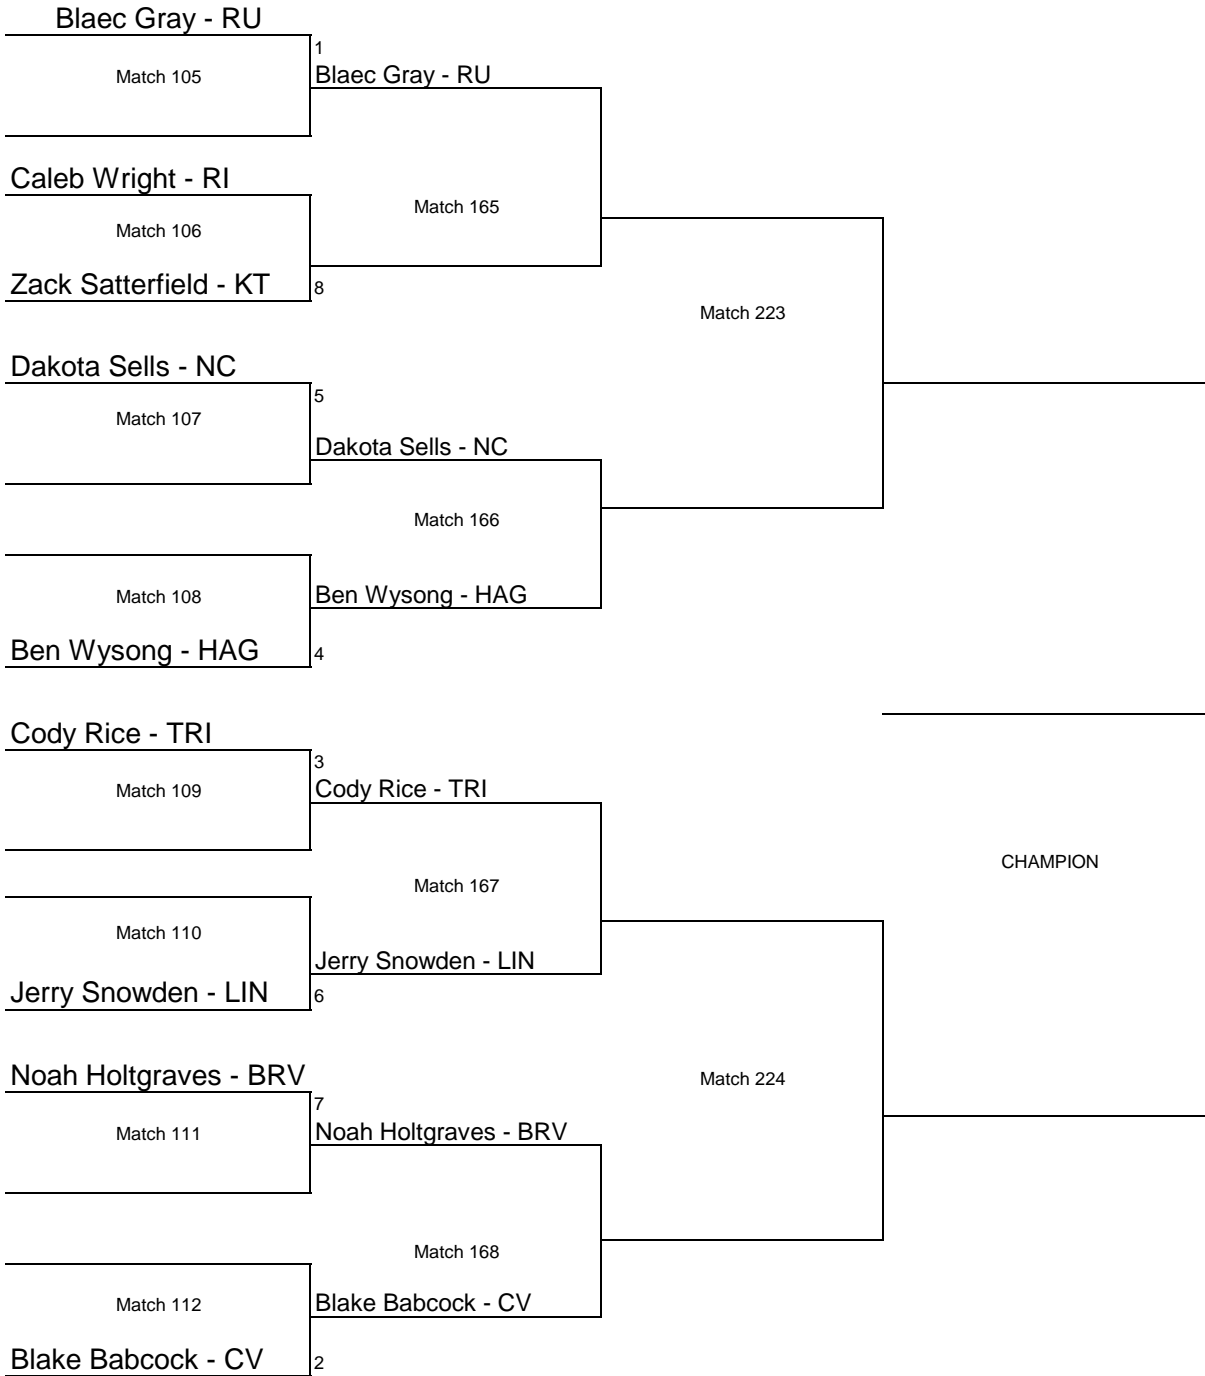 Blaec Gray - RU
1
Match 105
Blaec Gray - RU
Caleb Wright - RI
Match 165
Match 106
Zack Satterfield - KT
8
Match 223
Dakota Sells - NC
5
Match 107
Dakota Sells - NC
Match 166
Match 108
Ben Wysong - HAG
Ben Wysong - HAG
4
Cody Rice - TRI
3
Match 109
Cody Rice - TRI
CHAMPION
Match 167
Match 110
Jerry Snowden - LIN
Jerry Snowden - LIN
6
Noah Holtgraves - BRV
Match 224
7
Match 111
Noah Holtgraves - BRV
Match 168
Match 112
Blake Babcock - CV
Blake Babcock - CV
2